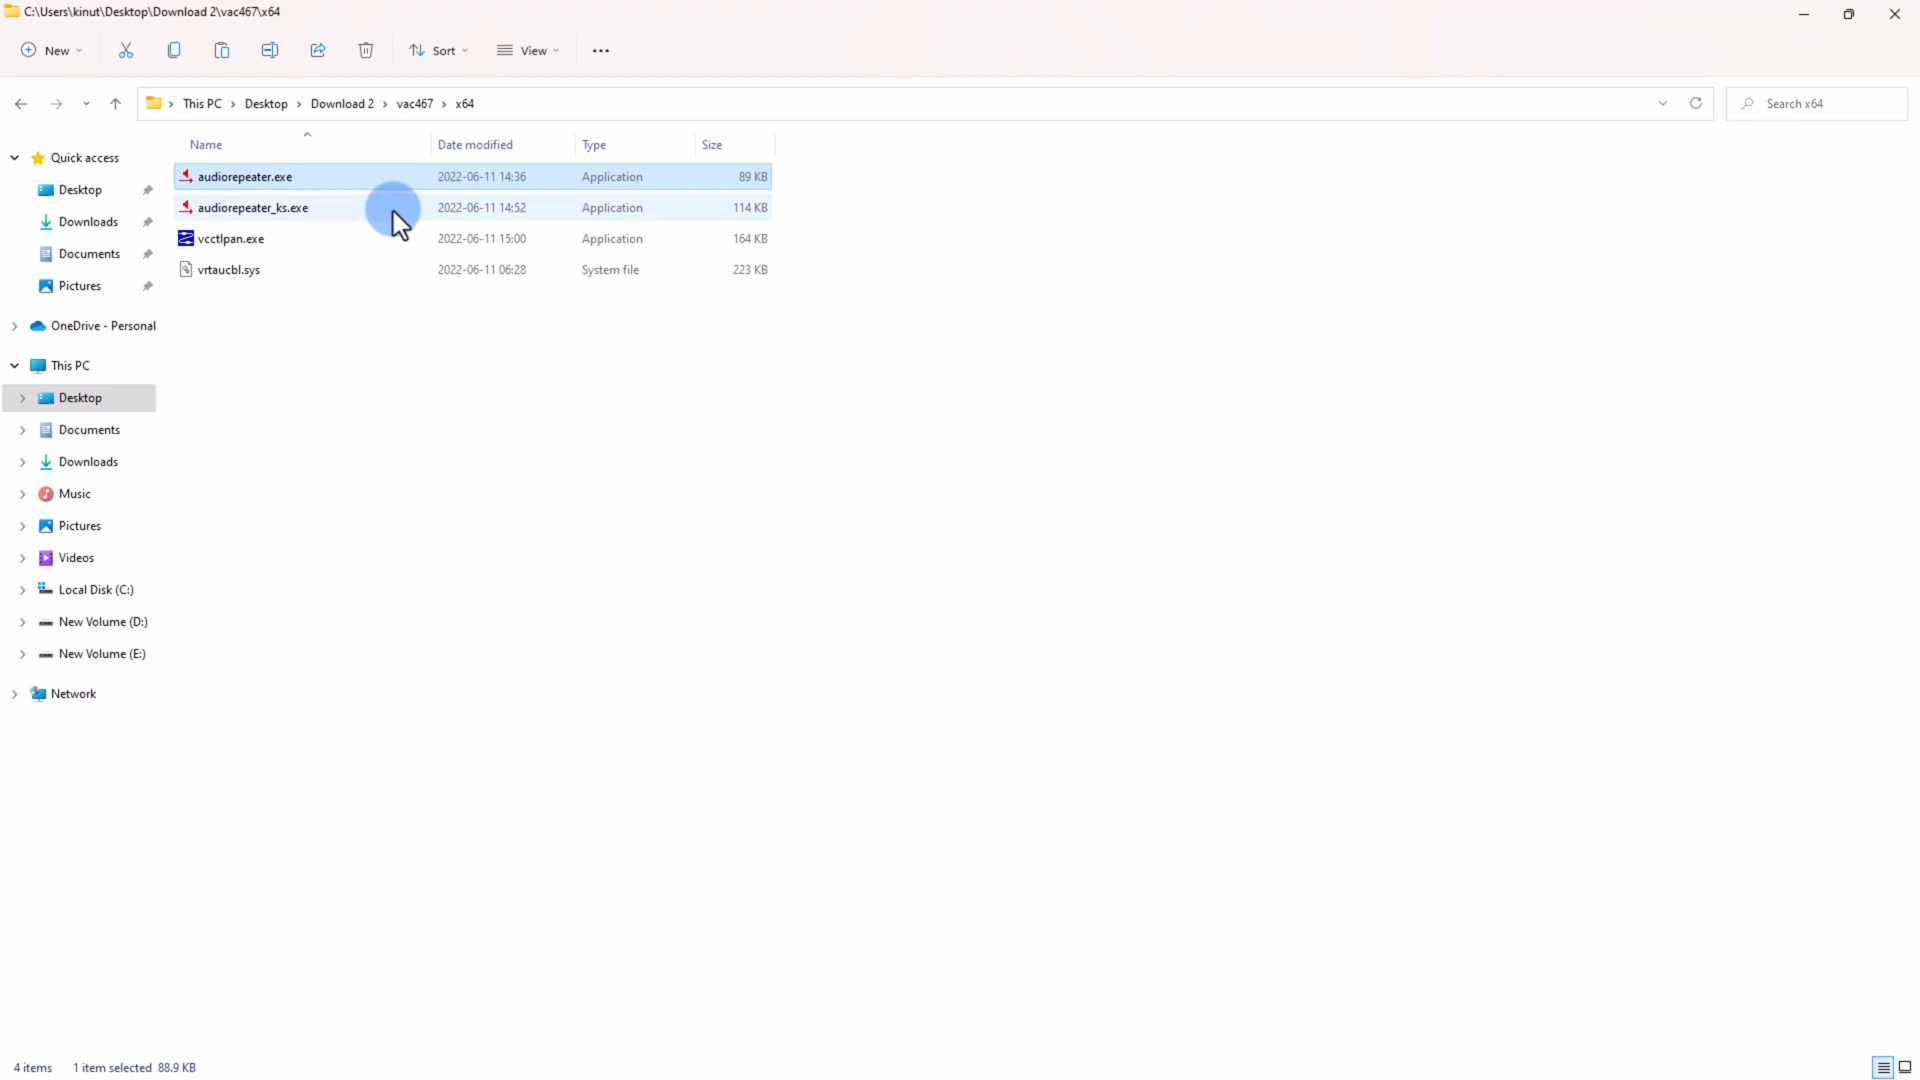 C:\Users\kinut\Desktop\Download 2\vac467\x64
New Sort View
This PC Desktop Download 2 vac467 x64 Search x64
Name Date modified Type Size
Quick access
audiorepeater.exe 2022-06-11 14:36 Application 89 KB
Desktop
audiorepeater_ks.exe 2022-06-11 14:52 Application 114 KB
Downloads
vcctlpan.exe 2022-06-11 15:00 Application 164 KB
Documents
vrtaucbl.sys 2022-06-11 06:28 System file 223 KB
Pictures
OneDrive - Personal
This PC
Desktop
Documents
Downloads
Music
Pictures
Videos
Local Disk (C:)
New Volume (D:)
New Volume (E:)
Network
4 items 1 item selected 88.9 KB